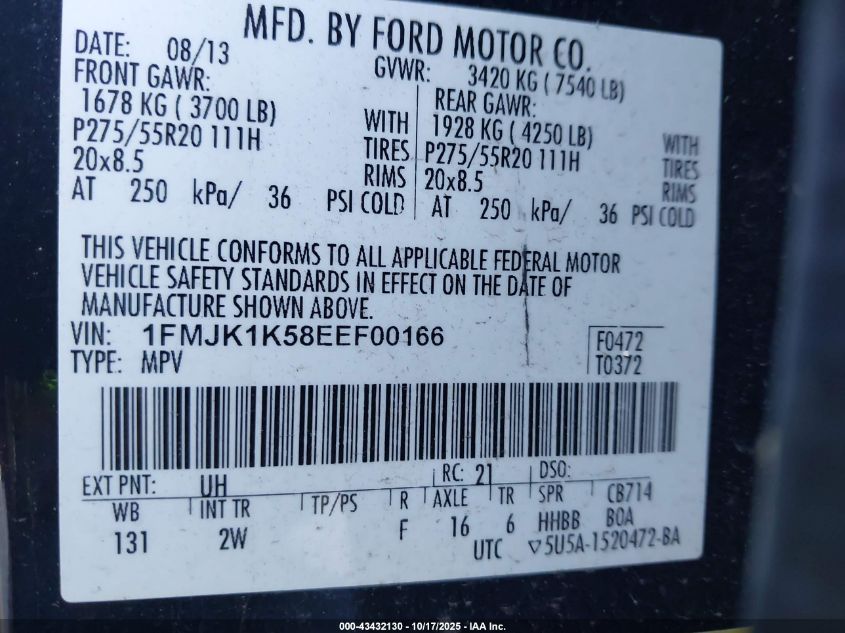 MFD. BY FORD MOTOR CO.
DATE: 08/13 GVWR: 3420 KG ( 7540 LB)
FRONT GAWR: REAR GAWR:
1678 KG ( 3700 LB) WITH 1928 KG ( 4250 LB) WITH
P275/55R20 111H TIRES P275/55R20 111H TIRES
20x8.5 RIMS 20x8.5 RIMS
AT 250 kPa/ 36 PSI COLD AT 250 kPa/ 36 PSI COLD
THIS VEHICLE CONFORMS TO ALL APPLICABLE FEDERAL MOTOR
VEHICLE SAFETY STANDARDS IN EFFECT ON THE DATE OF
MANUFACTURE SHOWN ABOVE.
VIN: 1FMJK1K58EEF00166 F0472
TYPE: MPV T0372
EXT PNT: UH RC: 21 DSO:
WB INT TR TP/PS R AXLE TR SPR CB714
131 2W F 16 6 HHBB BOA
UTC ▽5U5A-1520472-BA
000-43432130 - 10/17/2025 - IAA Inc.